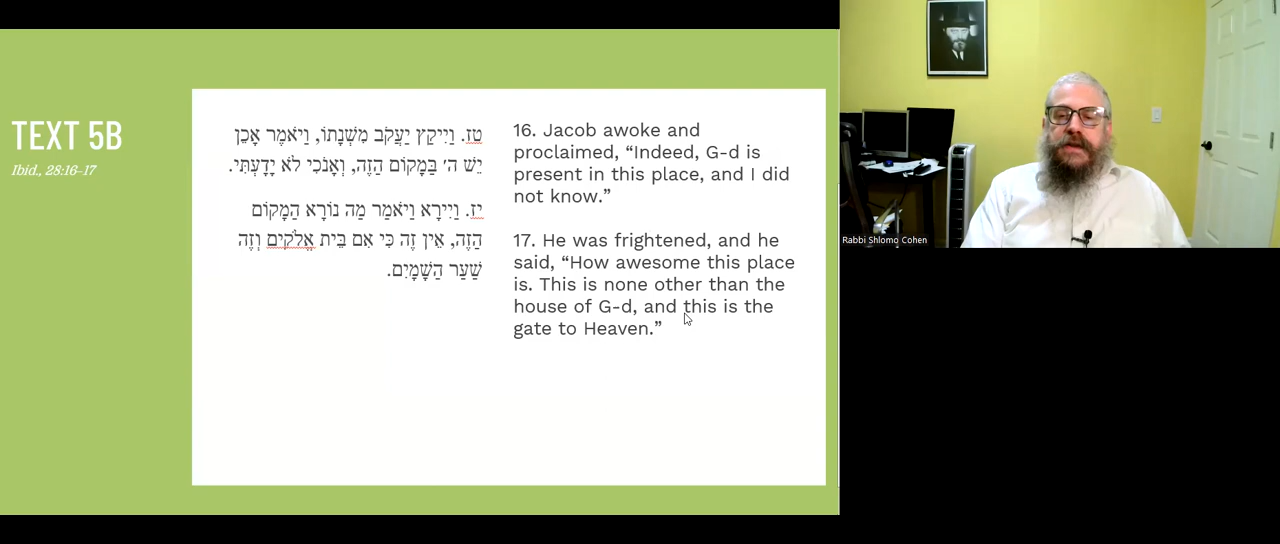 TEXT 5B
Ibid., 28:16-17
טז. וַיִּיקַץ יַעֲקֹב מִשְׁנָתוֹ, וַיֹּאמֶר אָכֵן
יֵשׁ ה׳ בַּמָּקוֹם הַזֶּה, וְאָנֹכִי לֹא יָדָעְתִּי.
יז. וַיִּירָא וַיֹּאמַר מַה נוֹרָא הַמָּקוֹם
הַזֶּה, אֵין זֶה כִּי אִם בֵּית אֱלֹקִים וְזֶה
שַׁעַר הַשָּׁמָיִם.
16. Jacob awoke and
proclaimed, “Indeed, G-d is
present in this place, and I did
not know.”
17. He was frightened, and he
said, “How awesome this place
is. This is none other than the
house of G-d, and this is the
gate to Heaven.”
Rabbi Shlomo Cohen